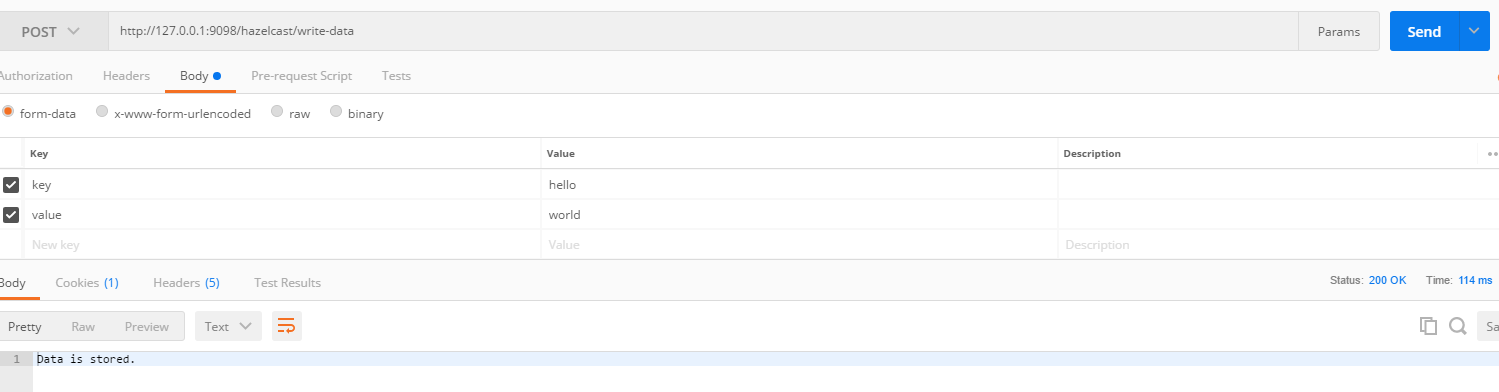 POST http://127.0.0.1:9098/hazelcast/write-data Params Send
Authorization Headers Body Pre-request Script Tests
form-data x-www-form-urlencoded raw binary
Key Value Description
key hello
value world
New key Value Description
Body Cookies (1) Headers (5) Test Results Status: 200 OK Time: 114 ms
Pretty Raw Preview Text Sa
1 Data is stored.